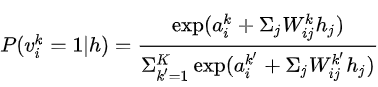 P(v_i^k = 1|h) = \frac{\exp(a_i^k + \Sigma_j W_{ij}^k h_j)}{\Sigma_{k'=1}^K \exp(a_i^{k'} + \Sigma_j W_{ij}^{k'} h_j)}